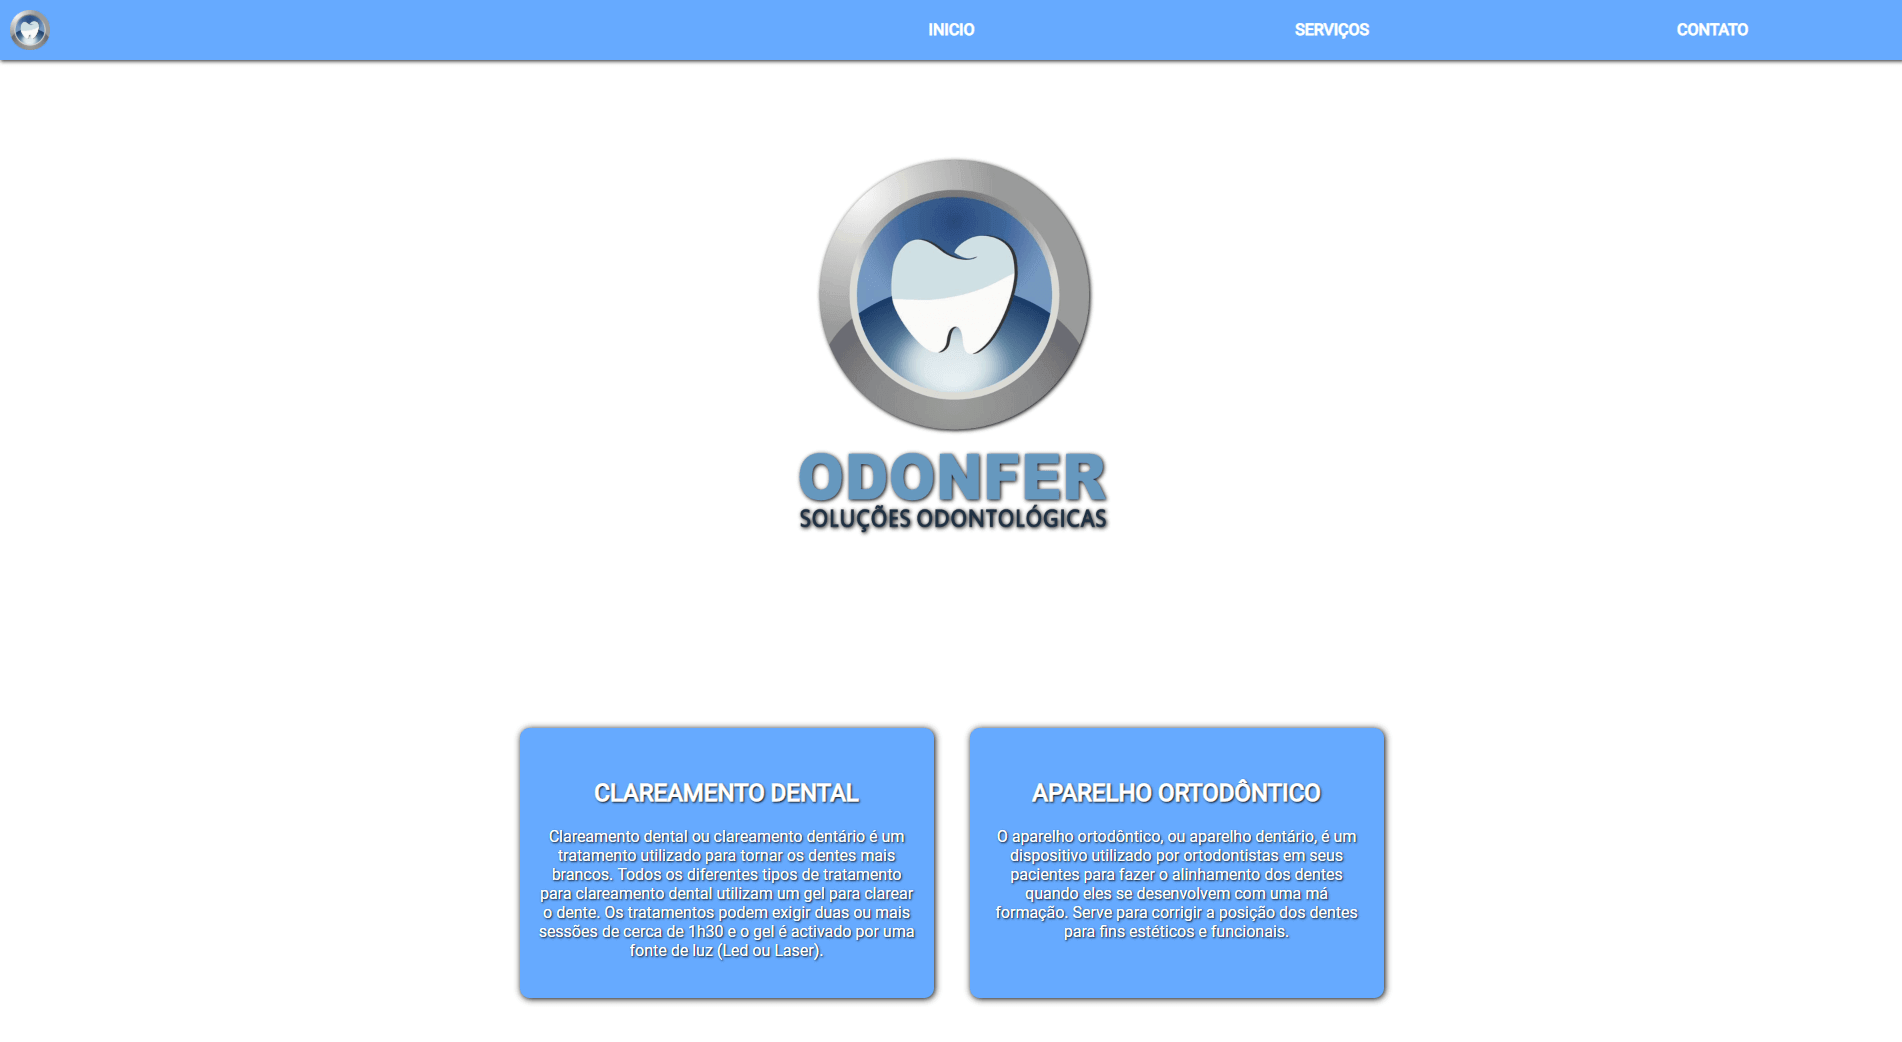 INICIO
SERVIÇOS
CONTATO
ODONFER
SOLUÇÕES ODONTOLÓGICAS
CLAREAMENTO DENTAL
Clareamento dental ou clareamento dentário é um
tratamento utilizado para tornar os dentes mais
brancos. Todos os diferentes tipos de tratamento
para clareamento dental utilizam um gel para clarear
o dente. Os tratamentos podem exigir duas ou mais
sessões de cerca de 1h30 e o gel é activado por uma
fonte de luz (Led ou Laser).
APARELHO ORTODÔNTICO
O aparelho ortodôntico, ou aparelho dentário, é um
dispositivo utilizado por ortodontistas em seus
pacientes para fazer o alinhamento dos dentes
quando eles se desenvolvem com uma má
formação. Serve para corrigir a posição dos dentes
para fins estéticos e funcionais.